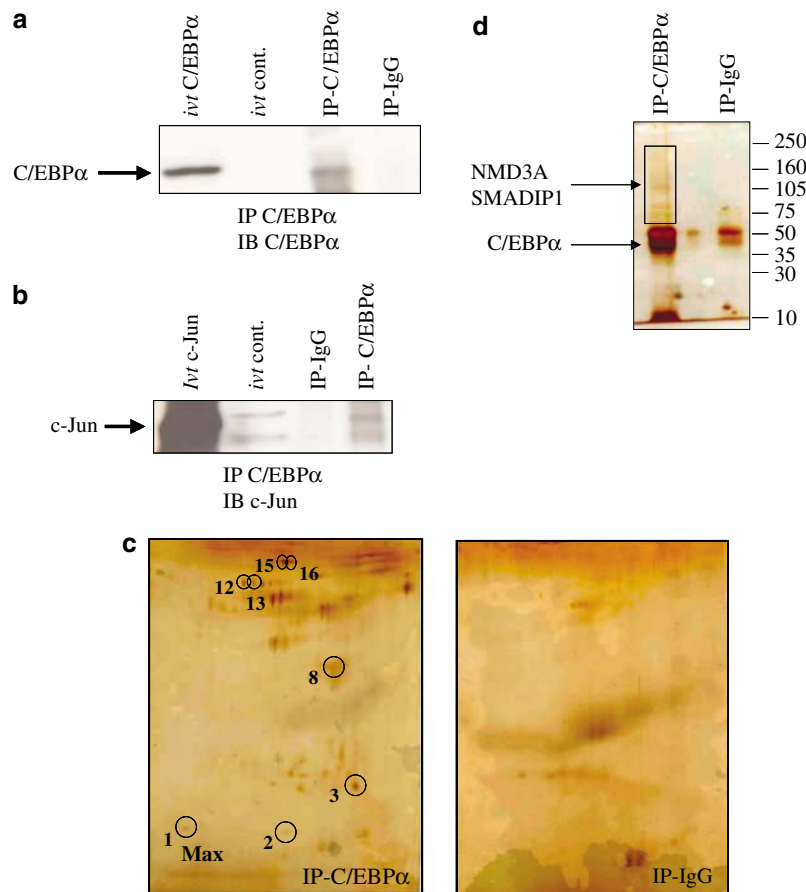 a
ivt C/EBPα
ivt cont.
IP-C/EBPα
IP-IgG
C/EBPα
IP C/EBPα
IB C/EBPα
b
Ivt c-Jun
ivt cont.
IP-IgG
IP- C/EBPα
c-Jun
IP C/EBPα
IB c-Jun
c
15
16
12
13
8
3
1
2
Max
IP-C/EBPα
IP-IgG
d
IP-C/EBPα
IP-IgG
NMD3A
SMADIP1
C/EBPα
250
160
105
75
50
35
30
10